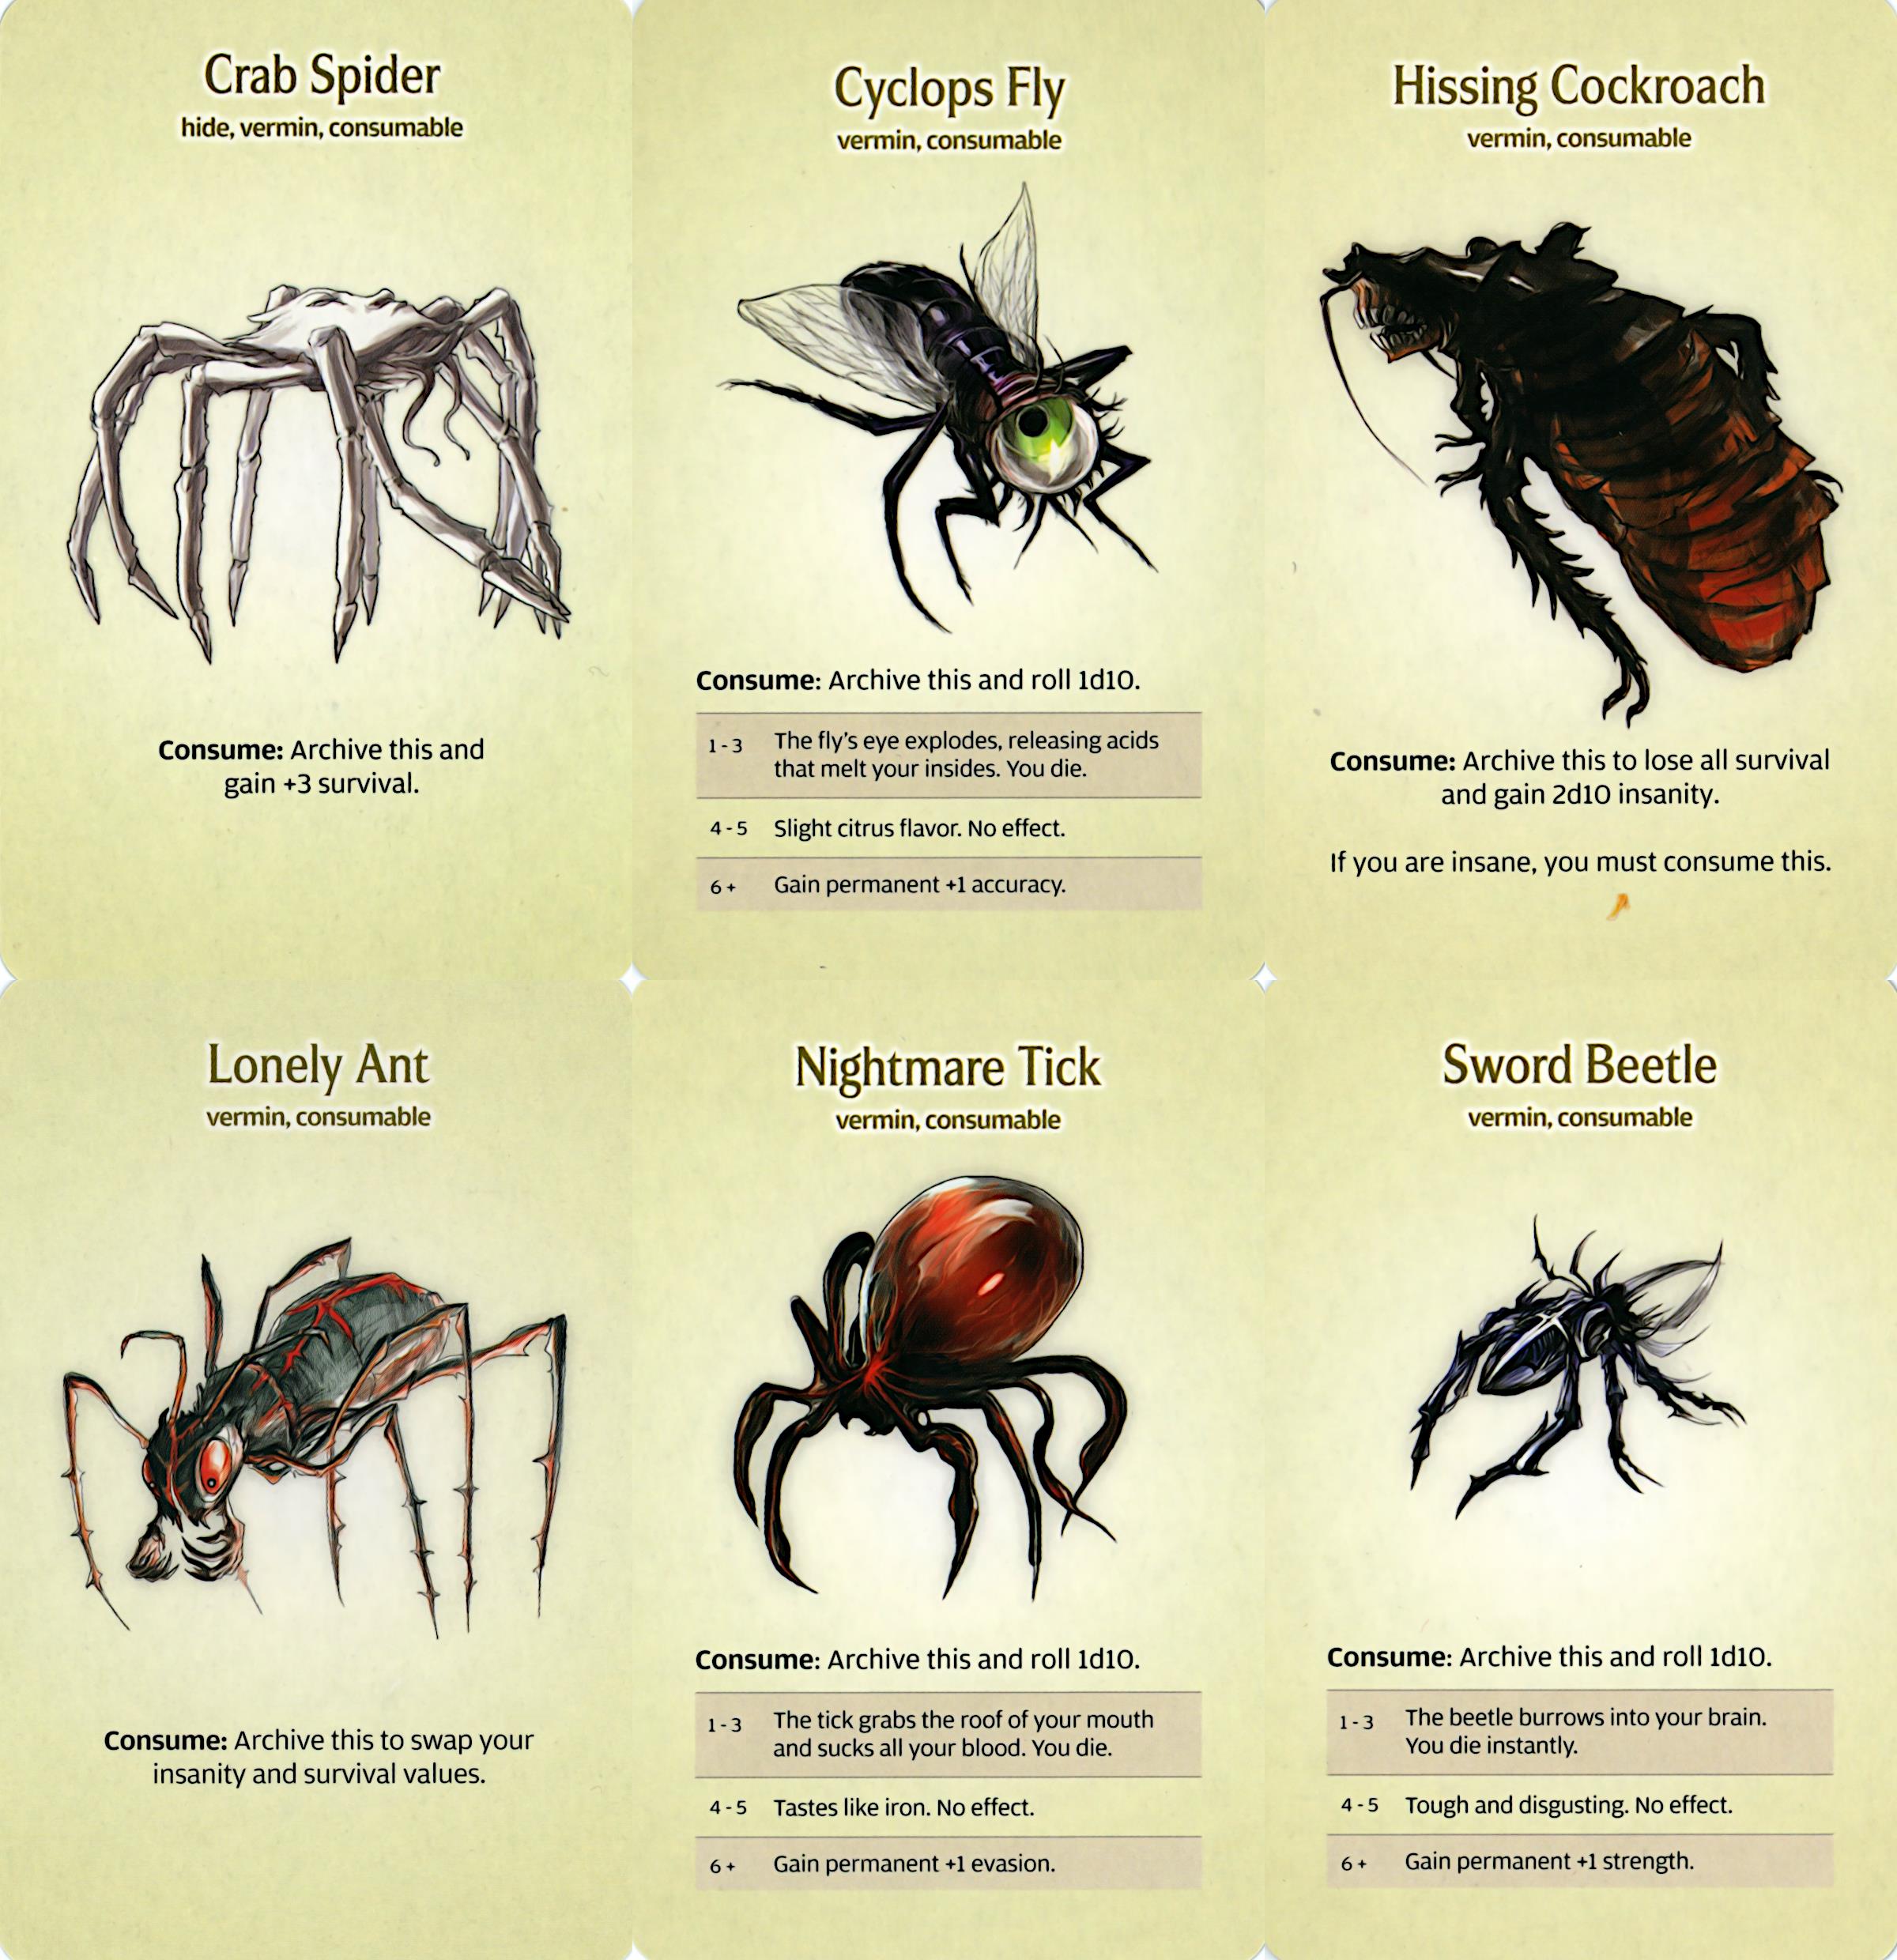 Crab Spider
hide, vermin, consumable
Consume: Archive this and
gain +3 survival.
Cyclops Fly
vermin, consumable
Consume: Archive this and roll 1d10.
1 - 3 The fly's eye explodes, releasing acids
that melt your insides. You die.
4 - 5 Slight citrus flavor. No effect.
6 + Gain permanent +1 accuracy.
Hissing Cockroach
vermin, consumable
Consume: Archive this to lose all survival
and gain 2d10 insanity.
If you are insane, you must consume this.
Lonely Ant
vermin, consumable
Consume: Archive this to swap your
insanity and survival values.
Nightmare Tick
vermin, consumable
Consume: Archive this and roll 1d10.
1 - 3 The tick grabs the roof of your mouth
and sucks all your blood. You die.
4 - 5 Tastes like iron. No effect.
6 + Gain permanent +1 evasion.
Sword Beetle
vermin, consumable
Consume: Archive this and roll 1d10.
1 - 3 The beetle burrows into your brain.
You die instantly.
4 - 5 Tough and disgusting. No effect.
6 + Gain permanent +1 strength.